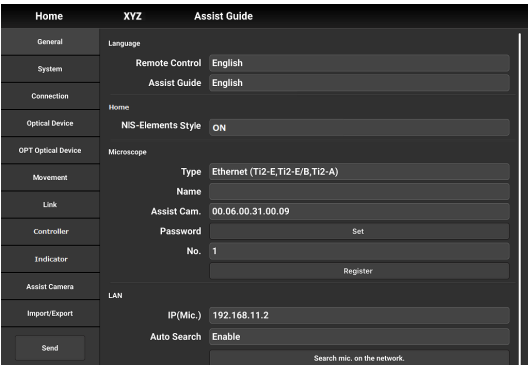 Home XYZ Assist Guide
General
System
Connection
Optical Device
OPT Optical Device
Movement
Link
Controller
Indicator
Assist Camera
Import/Export
Send
Language
Remote Control English
Assist Guide English
Home
NIS-Elements Style ON
Microscope
Type Ethernet (Ti2-E,Ti2-E/B,Ti2-A)
Name
Assist Cam. 00.06.00.31.00.09
Password Set
No. 1
Register
LAN
IP(Mic.) 192.168.11.2
Auto Search Enable
Search mic. on the network.